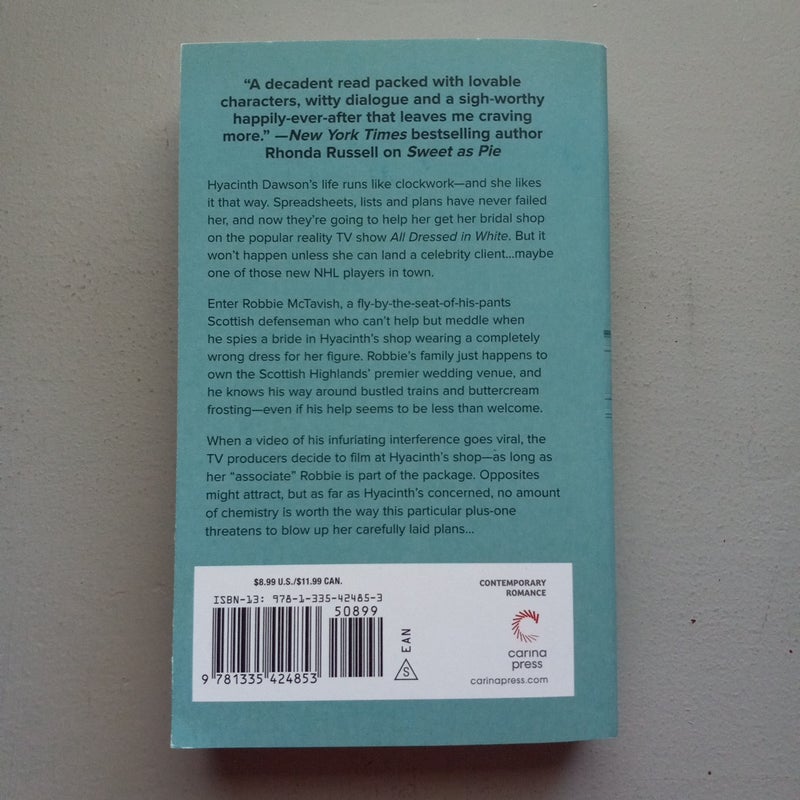 “A decadent read packed with lovable
characters, witty dialogue and a sigh-worthy
happily-ever-after that leaves me craving
more.” —New York Times bestselling author
Rhonda Russell on Sweet as Pie
Hyacinth Dawson’s life runs like clockwork—and she likes
it that way. Spreadsheets, lists and plans have never failed
her, and now they’re going to help her get her bridal shop
on the popular reality TV show All Dressed in White. But it
won’t happen unless she can land a celebrity client...maybe
one of those new NHL players in town.
Enter Robbie McTavish, a fly-by-the-seat-of-his-pants
Scottish defenseman who can’t help but meddle when
he spies a bride in Hyacinth’s shop wearing a completely
wrong dress for her figure. Robbie’s family just happens to
own the Scottish Highlands’ premier wedding venue, and
he knows his way around bustled trains and buttercream
frosting—even if his help seems to be less than welcome.
When a video of his infuriating interference goes viral, the
TV producers decide to film at Hyacinth’s shop—as long as
her “associate” Robbie is part of the package. Opposites
might attract, but as far as Hyacinth’s concerned, no amount
of chemistry is worth the way this particular plus-one
threatens to blow up her carefully laid plans...
$8.99 U.S./$11.99 CAN.
ISBN-13: 978-1-335-42485-3
50899
9 781335 424853
EAN
S
CONTEMPORARY
ROMANCE
carina
press
carinapress.com